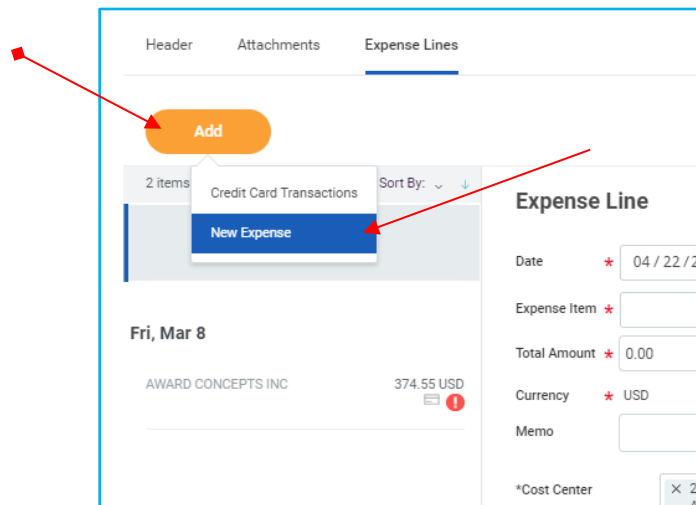 Header Attachments Expense Lines
Add
2 items Sort By:
Credit Card Transactions
New Expense
Expense Line
Date * 04 / 22 / 2
Expense Item *
Fri, Mar 8
Total Amount * 0.00
AWARD CONCEPTS INC 374.55 USD
Currency * USD
Memo
*Cost Center × 2